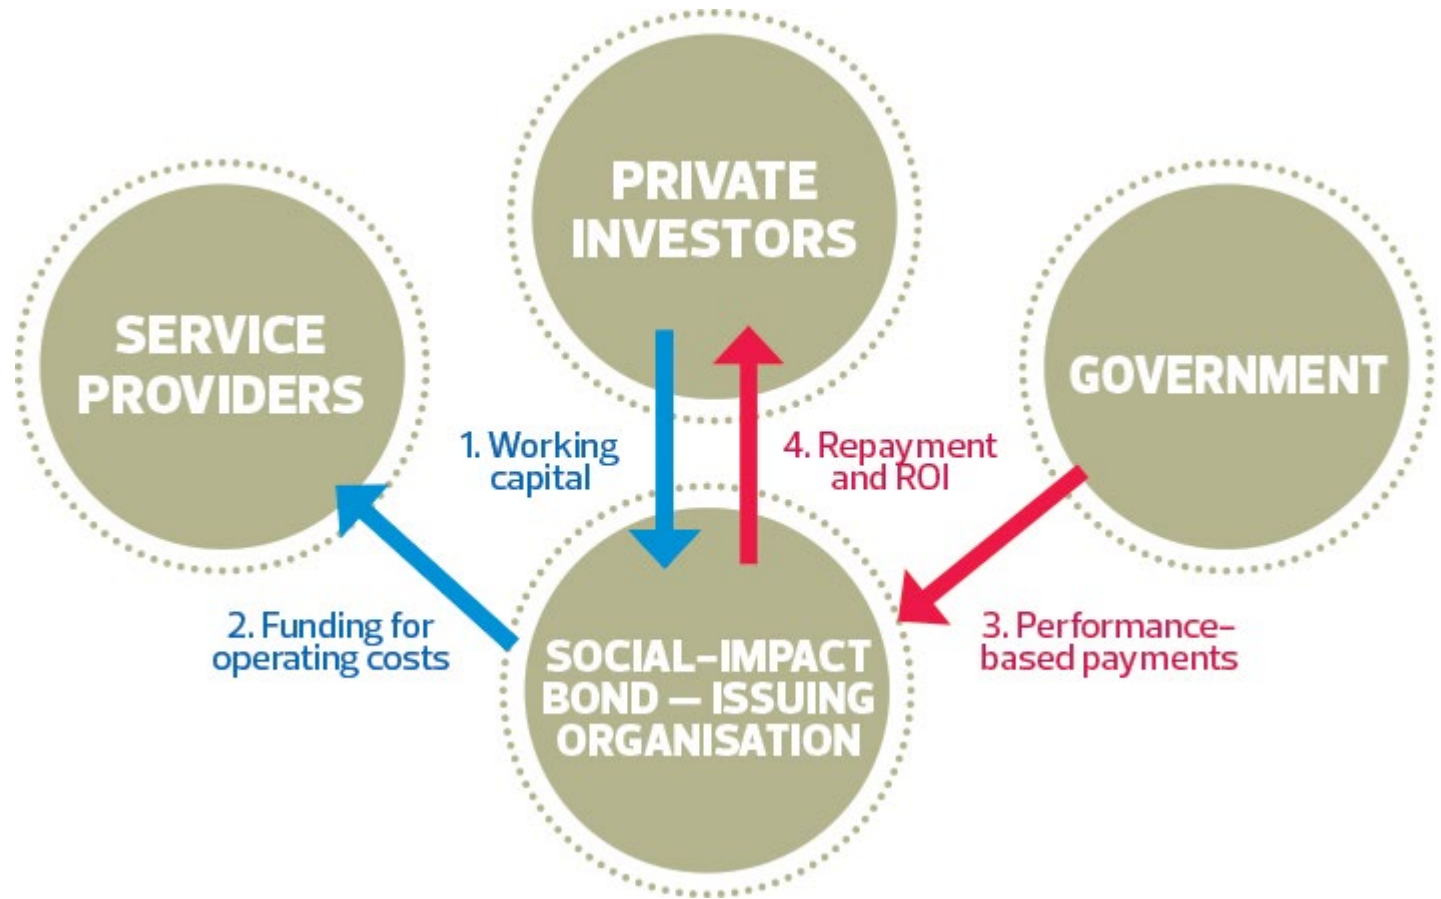 PRIVATE
INVESTORS
SERVICE
PROVIDERS
GOVERNMENT
1. Working
capital
4. Repayment
and ROI
2. Funding for
operating costs
3. Performance-
based payments
SOCIAL-IMPACT
BOND — ISSUING
ORGANISATION